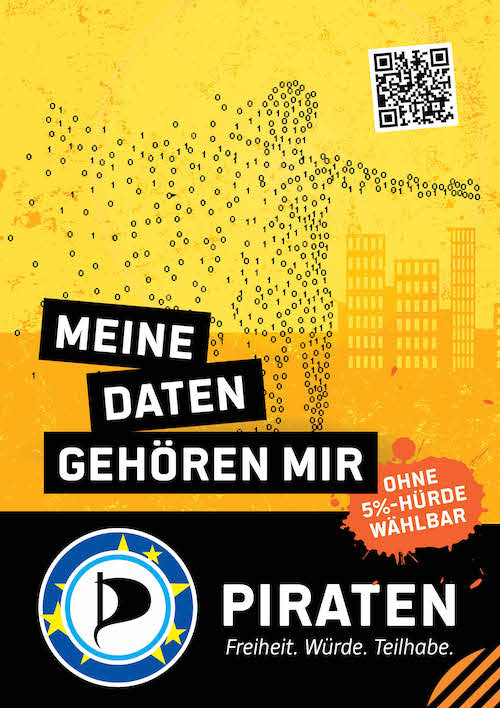 MEINE
DATEN
GEHÖREN MIR
OHNE
5%-HÜRDE
WÄHLBAR
PIRATEN
Freiheit. Würde. Teilhabe.